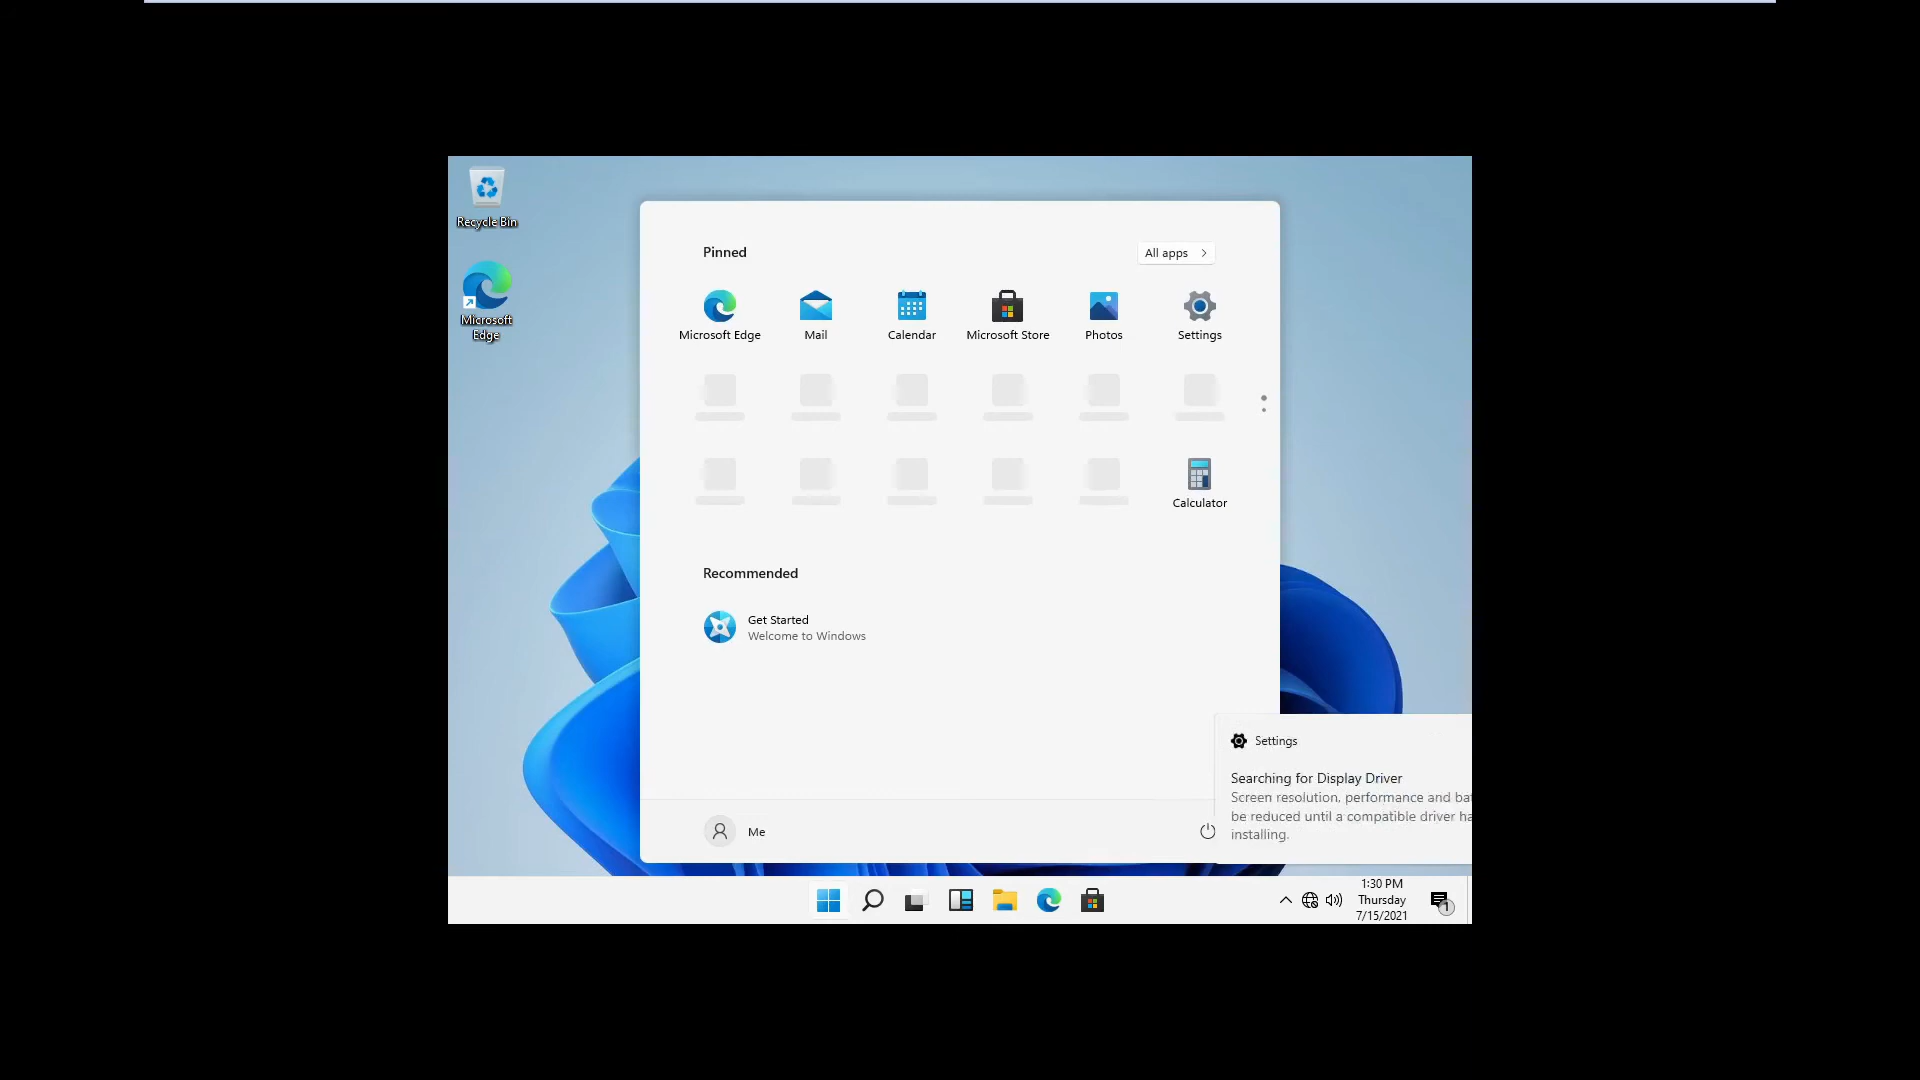 Recycle Bin
Microsoft
Edge
Pinned
All apps
Microsoft Edge
Mail
Calendar
Microsoft Store
Photos
Settings
Calculator
Recommended
Get Started
Welcome to Windows
Me
Settings
Searching for Display Driver
Screen resolution, performance and bat
be reduced until a compatible driver ha
installing.
1:30 PM
Thursday
7/15/2021
1